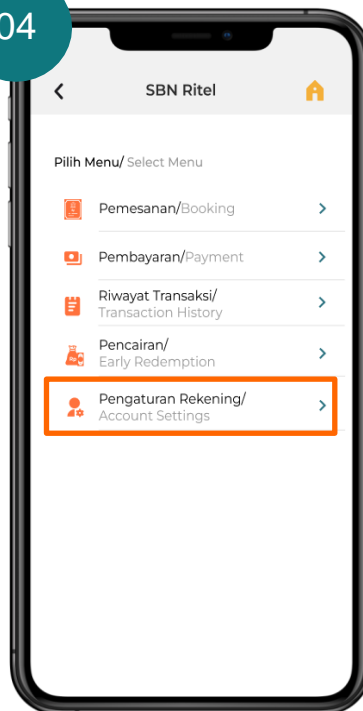 04
SBN Ritel
Pilih Menu/ Select Menu
Pemesanan/Booking
Pembayaran/Payment
Riwayat Transaksi/
Transaction History
Pencairan/
Early Redemption
Pengaturan Rekening/
Account Settings